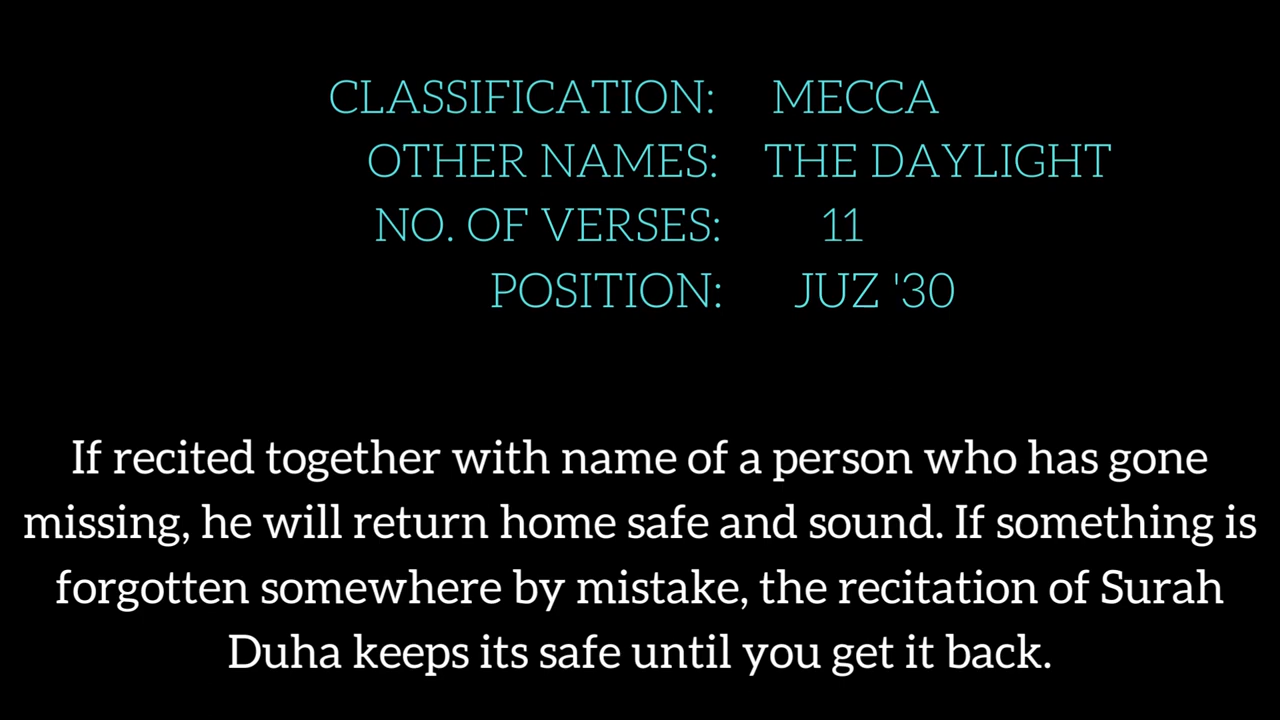 CLASSIFICATION: MECCA
OTHER NAMES: THE DAYLIGHT
NO. OF VERSES: 11
POSITION: JUZ '30
If recited together with name of a person who has gone
missing, he will return home safe and sound. If something is
forgotten somewhere by mistake, the recitation of Surah
Duha keeps its safe until you get it back.